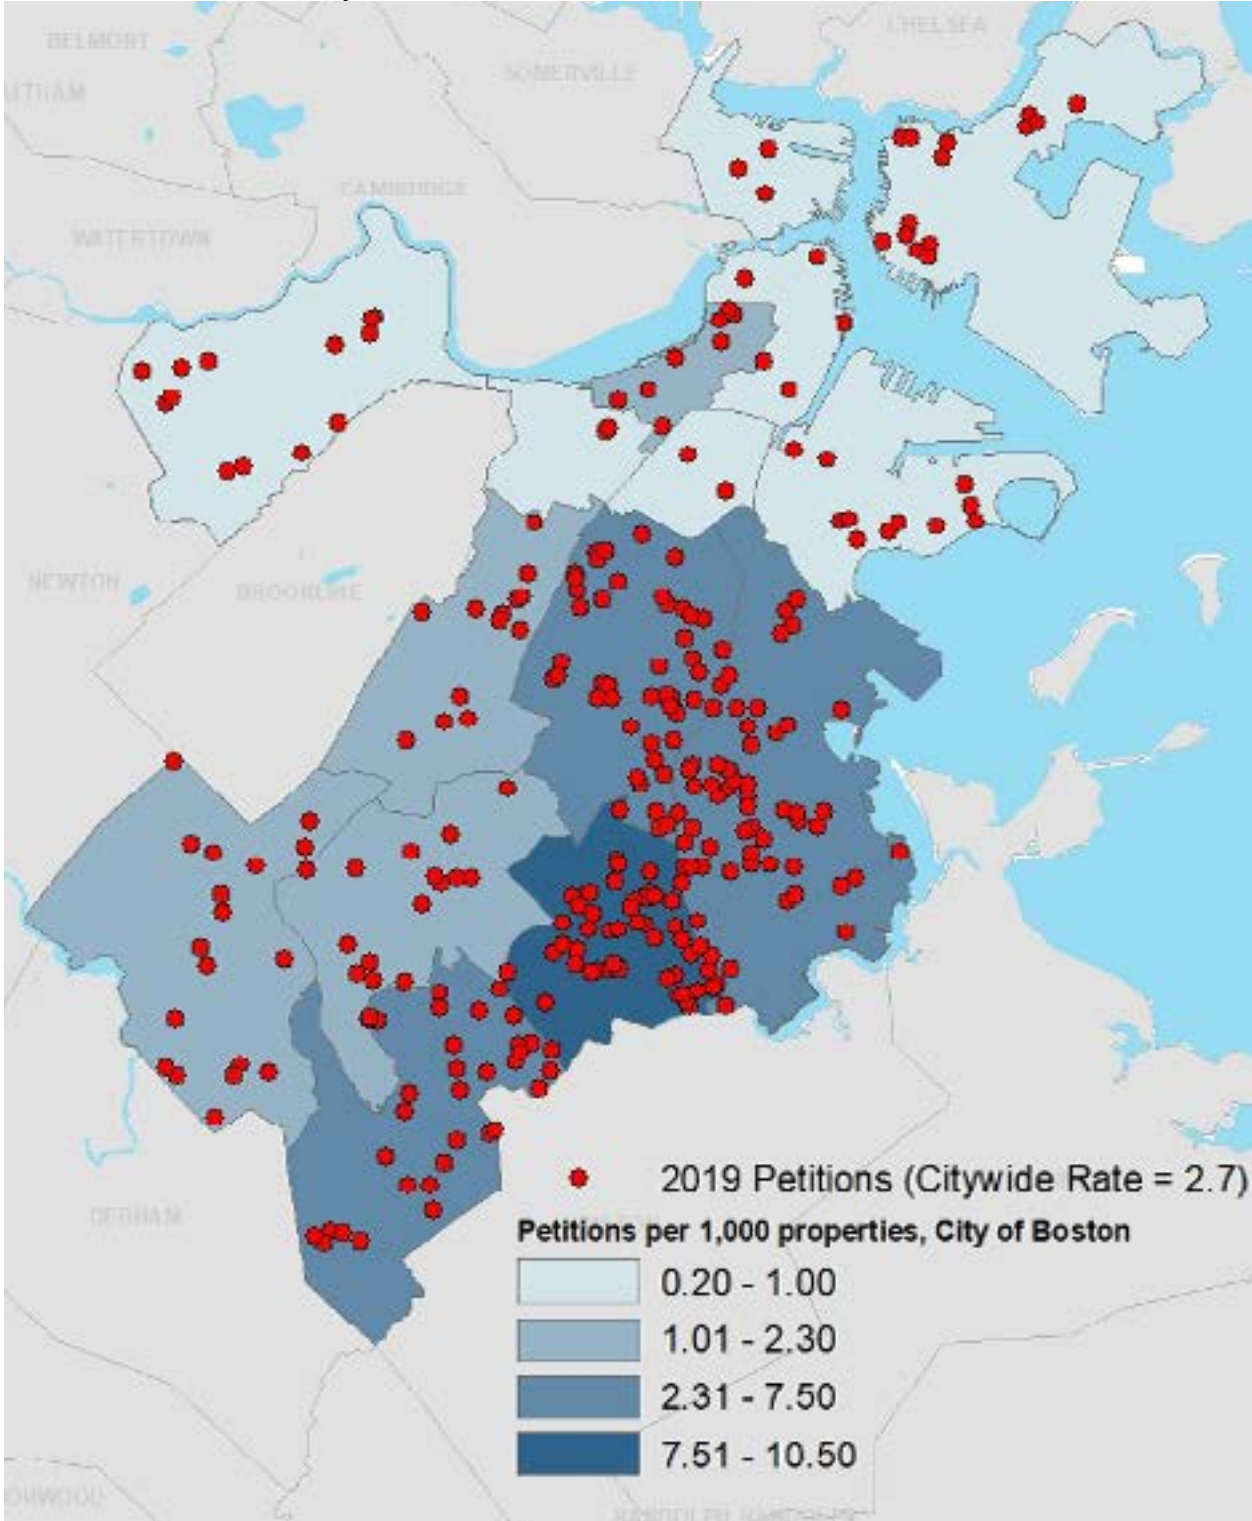 CHELSEA
BELMONT
SOMERVILLE
CAMBRIDGE
WATERTOWN
NEWTON
BROOKLINE
2019 Petitions (Citywide Rate = 2.7)
DEDHAM
Petitions per 1,000 properties, City of Boston
0.20 - 1.00
1.01 - 2.30
2.31 - 7.50
7.51 - 10.50